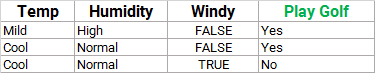 Temp Humidity Windy Play Golf
Mild High FALSE Yes
Cool Normal FALSE Yes
Cool Normal TRUE No